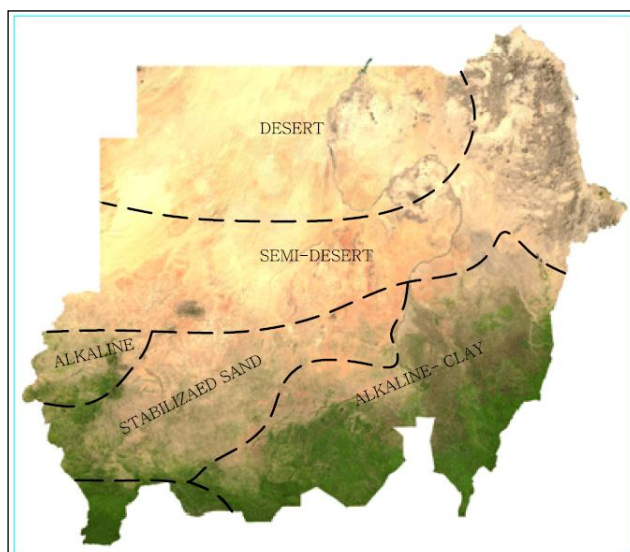 DESERT
SEMI-DESERT
ALKALINE
STABILIZAED SAND
ALKALINE- CLAY